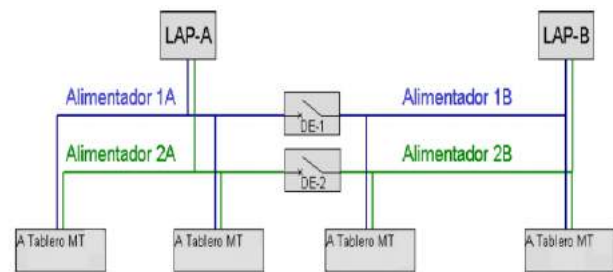 LAP-A
LAP-B
Alimentador 1A
Alimentador 1B
DE-1
Alimentador 2A
Alimentador 2B
DE-2
A Tablero MT
A Tablero MT
A Tablero MT
A Tablero MT